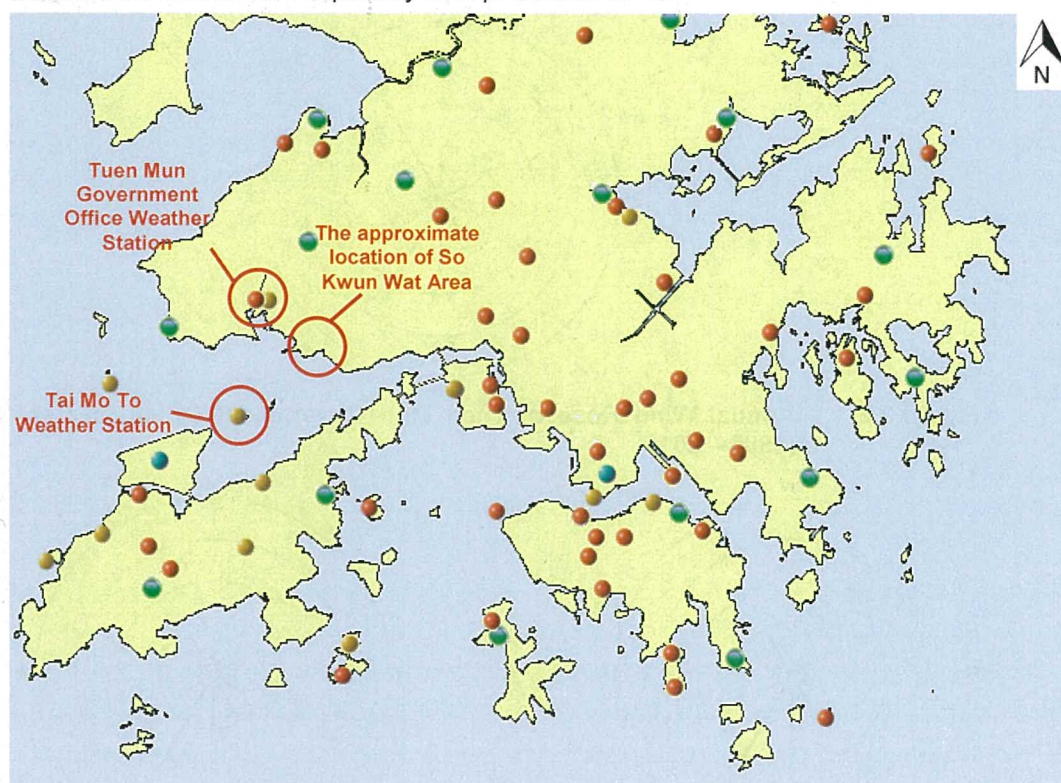 Tuen Mun
Government
Office Weather
Station
The approximate
location of So
Kwun Wat Area
Tai Mo To
Weather Station
N